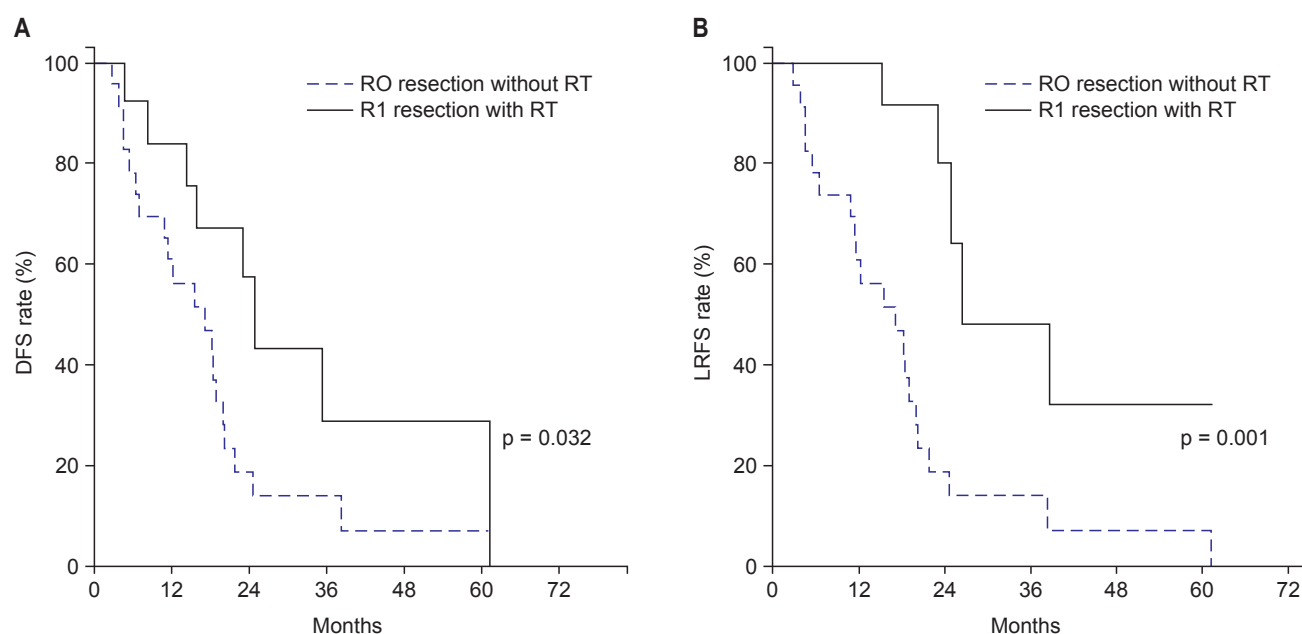 A
DFS rate (%)
100
80
60
40
20
0
RO resection without RT
R1 resection with RT
p = 0.032
0 12 24 36 48 60 72
Months
B
LRFS rate (%)
100
80
60
40
20
0
RO resection without RT
R1 resection with RT
p = 0.001
0 12 24 36 48 60 72
Months